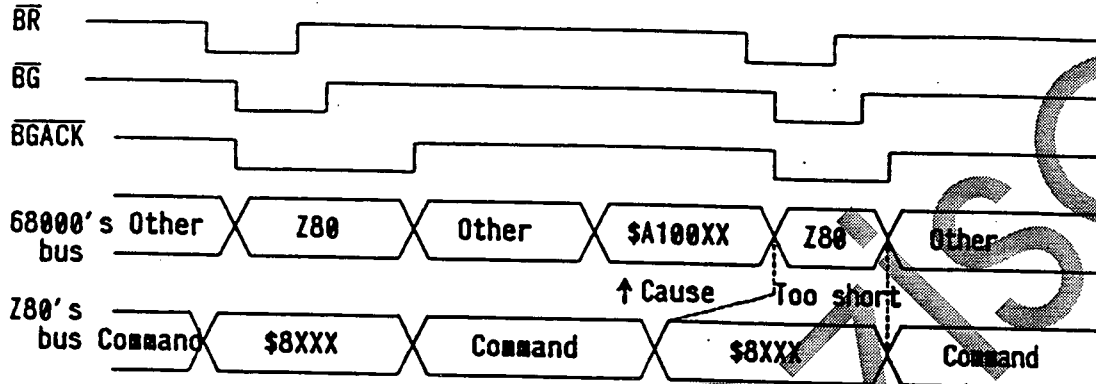 BR
BG
BGACK
68000's Other Z80 Other $A100XX Z80 Other
bus
↑ Cause Too short
Z80's
bus Command $8XXX Command $8XXX Command